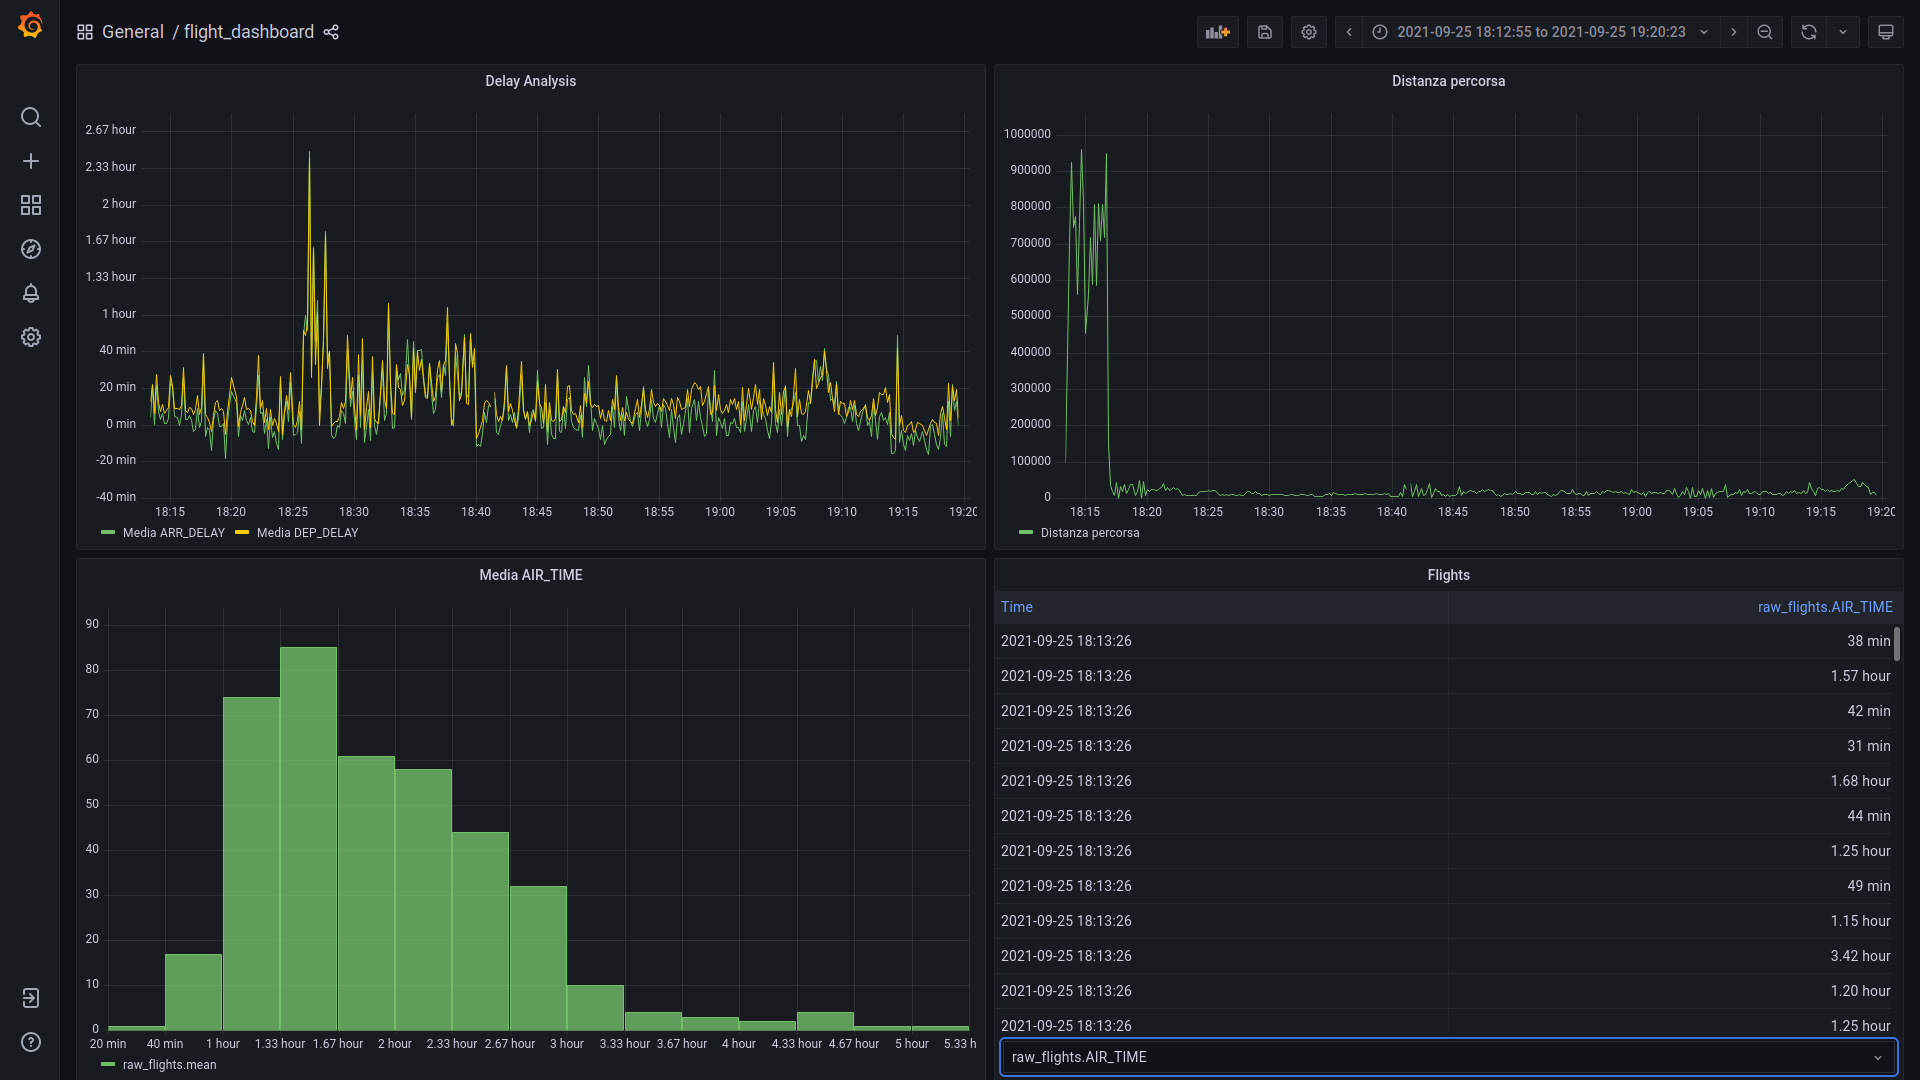 General / flight_dashboard
2021-09-25 18:12:55 to 2021-09-25 19:20:23
Delay Analysis
2.67 hour
2.33 hour
2 hour
1.67 hour
1.33 hour
1 hour
40 min
20 min
0 min
-20 min
-40 min
18:15 18:20 18:25 18:30 18:35 18:40 18:45 18:50 18:55 19:00 19:05 19:10 19:15 19:20
Media ARR_DELAY Media DEP_DELAY
Distanza percorsa
1000000
900000
800000
700000
600000
500000
400000
300000
200000
100000
0
18:15 18:20 18:25 18:30 18:35 18:40 18:45 18:50 18:55 19:00 19:05 19:10 19:15 19:20
Distanza percorsa
Media AIR_TIME
90
80
70
60
50
40
30
20
10
0
20 min 40 min 1 hour 1.33 hour 1.67 hour 2 hour 2.33 hour 2.67 hour 3 hour 3.33 hour 3.67 hour 4 hour 4.33 hour 4.67 hour 5 hour 5.33 h
raw_flights.mean
Flights
Time raw_flights.AIR_TIME
2021-09-25 18:13:26 38 min
2021-09-25 18:13:26 1.57 hour
2021-09-25 18:13:26 42 min
2021-09-25 18:13:26 31 min
2021-09-25 18:13:26 1.68 hour
2021-09-25 18:13:26 44 min
2021-09-25 18:13:26 1.25 hour
2021-09-25 18:13:26 49 min
2021-09-25 18:13:26 1.15 hour
2021-09-25 18:13:26 3.42 hour
2021-09-25 18:13:26 1.20 hour
2021-09-25 18:13:26 1.25 hour
raw_flights.AIR_TIME